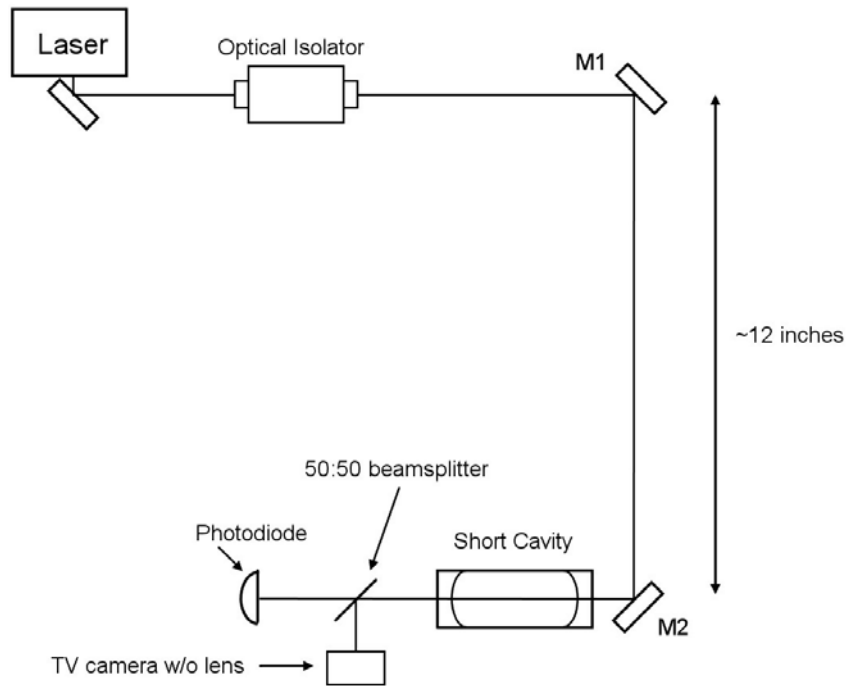 Laser
Optical Isolator
M1
~12 inches
50:50 beamsplitter
Photodiode
Short Cavity
M2
TV camera w/o lens